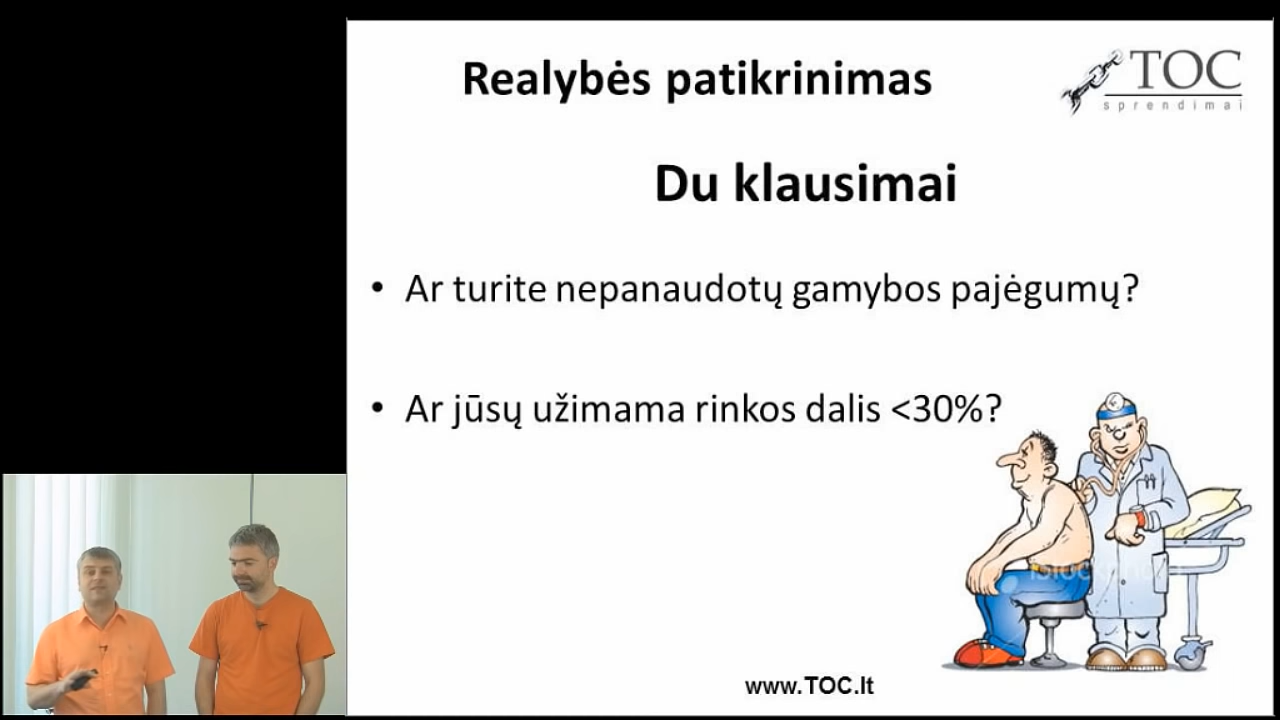 Realybės patikrinimas
TOC
sprendimai
Du klausimai
• Ar turite nepanaudotų gamybos pajėgumų?
• Ar jūsų užimama rinkos dalis <30%?
www.TOC.lt